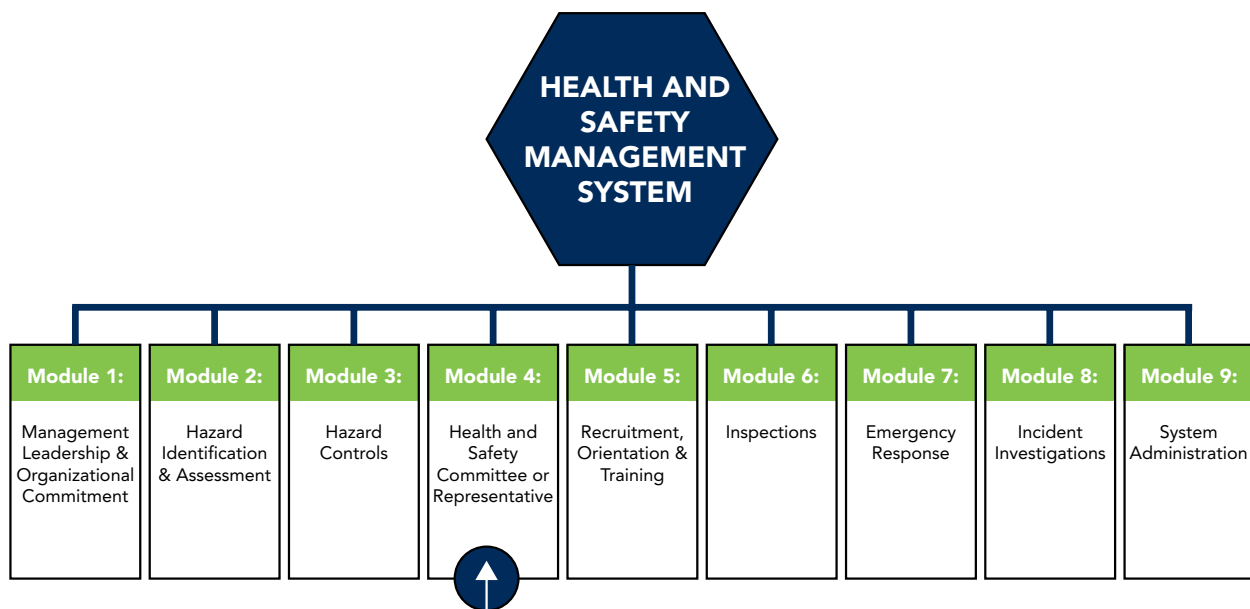 HEALTH AND
SAFETY
MANAGEMENT
SYSTEM
Module 1:
Management
Leadership &
Organizational
Commitment
Module 2:
Hazard
Identification
& Assessment
Module 3:
Hazard
Controls
Module 4:
Health and
Safety
Committee or
Representative
Module 5:
Recruitment,
Orientation &
Training
Module 6:
Inspections
Module 7:
Emergency
Response
Module 8:
Incident
Investigations
Module 9:
System
Administration